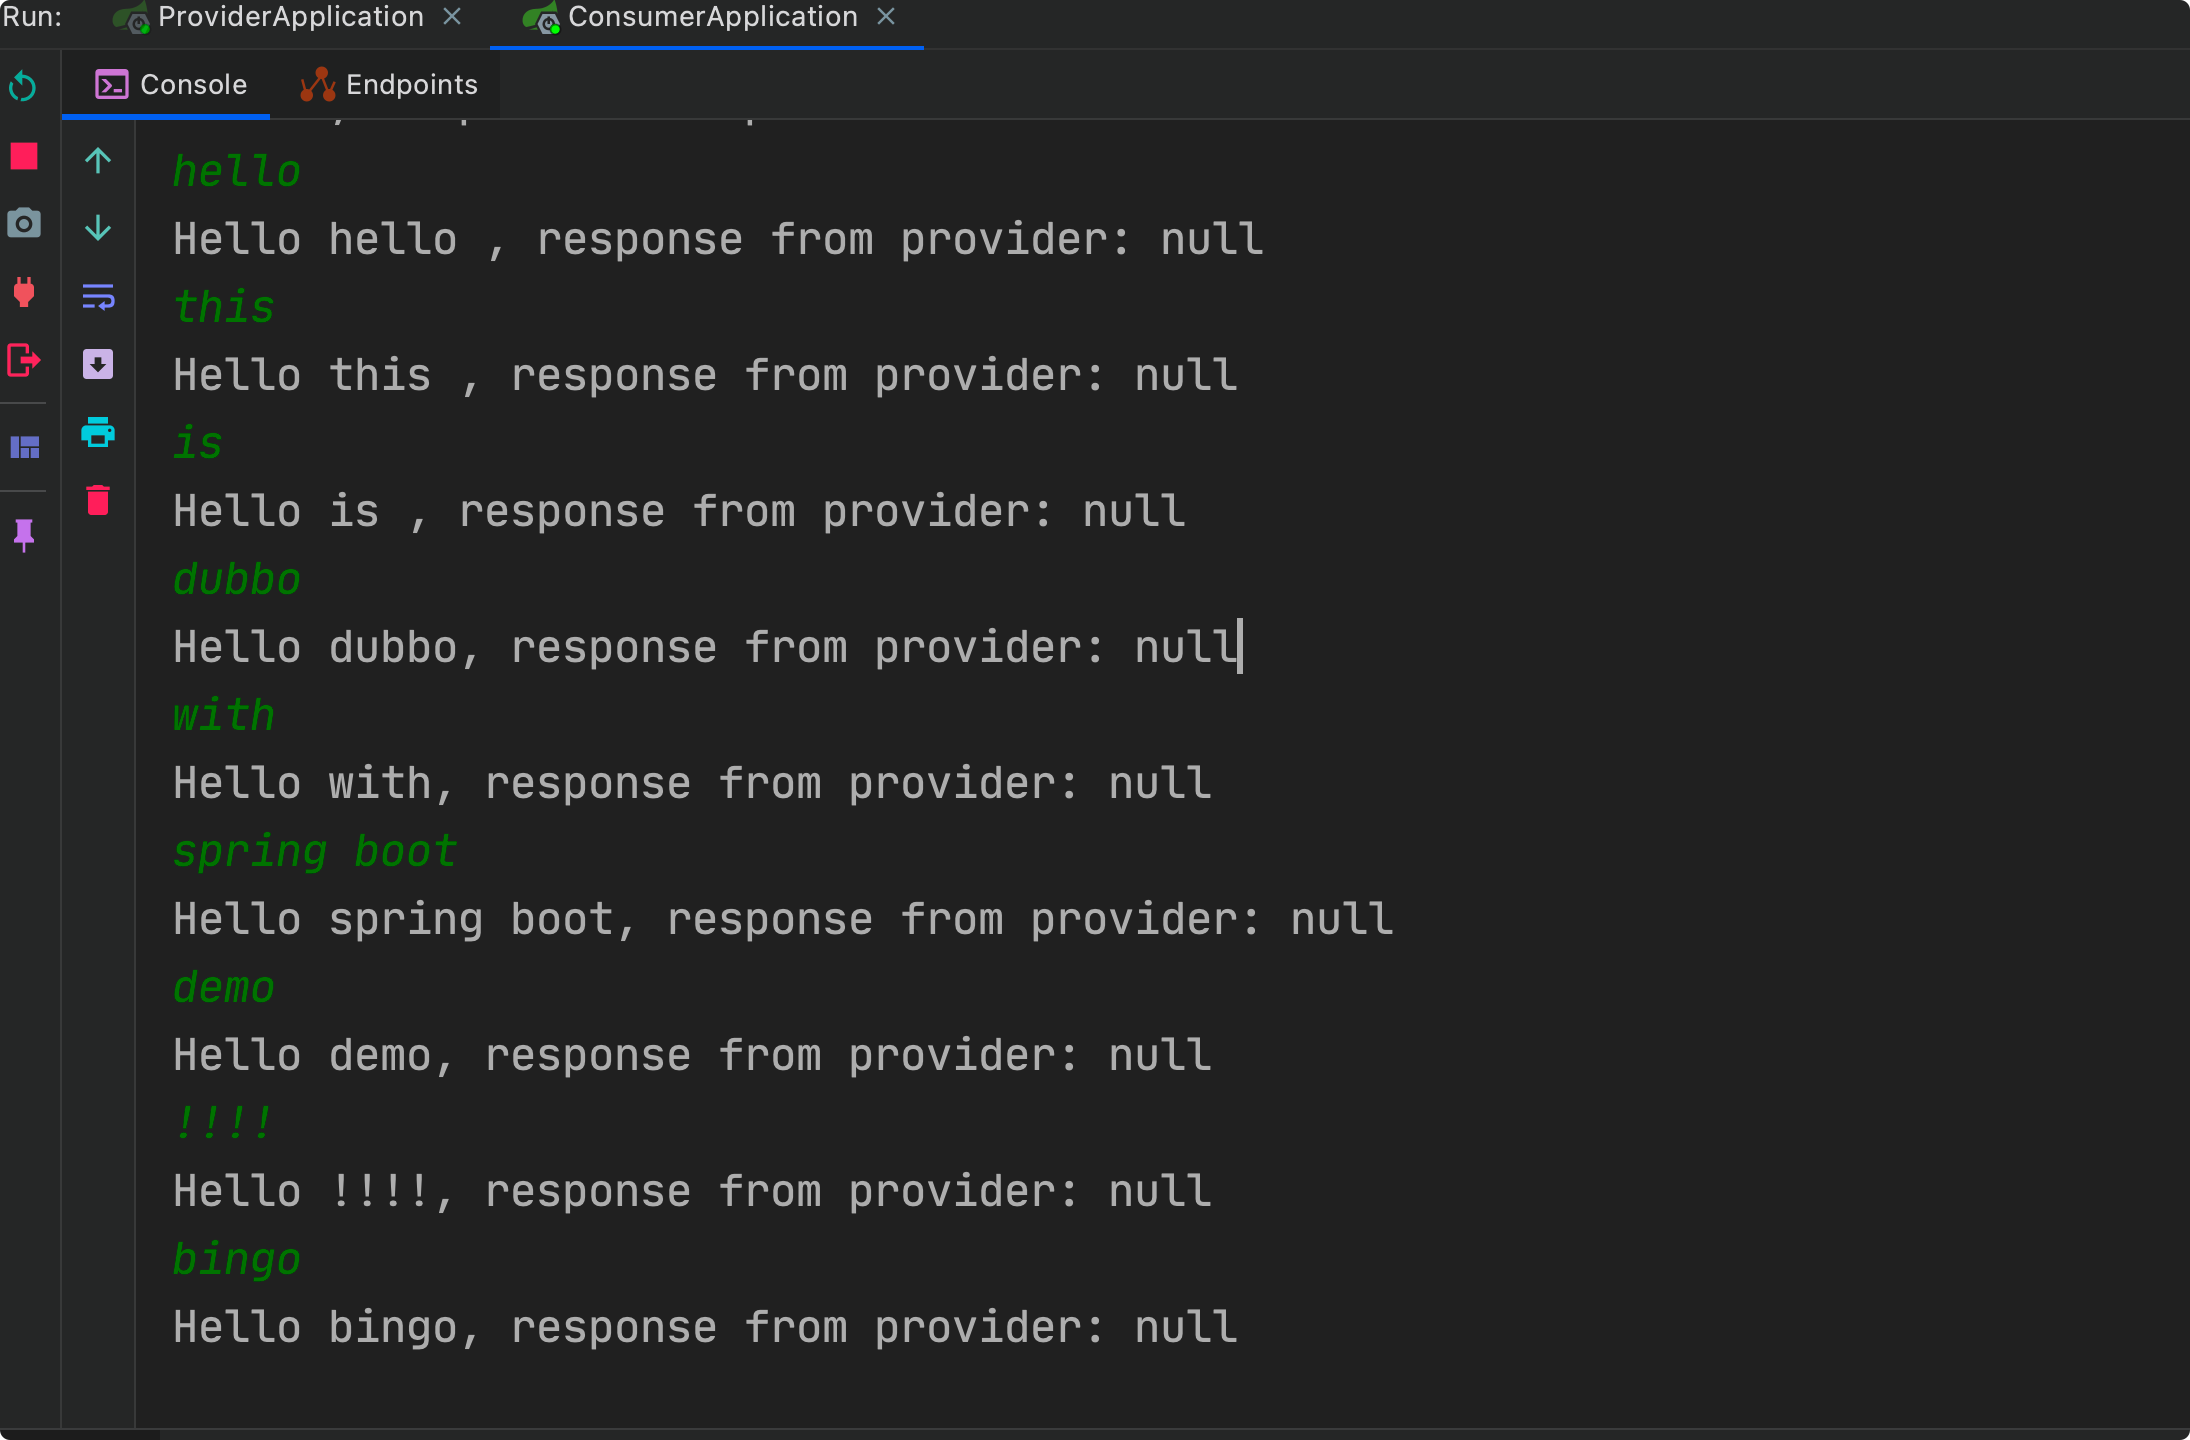 Run: ProviderApplication ConsumerApplication
Console Endpoints
hello
Hello hello , response from provider: null
this
Hello this , response from provider: null
is
Hello is , response from provider: null
dubbo
Hello dubbo, response from provider: null
with
Hello with, response from provider: null
spring boot
Hello spring boot, response from provider: null
demo
Hello demo, response from provider: null
!!!!
Hello !!!!, response from provider: null
bingo
Hello bingo, response from provider: null